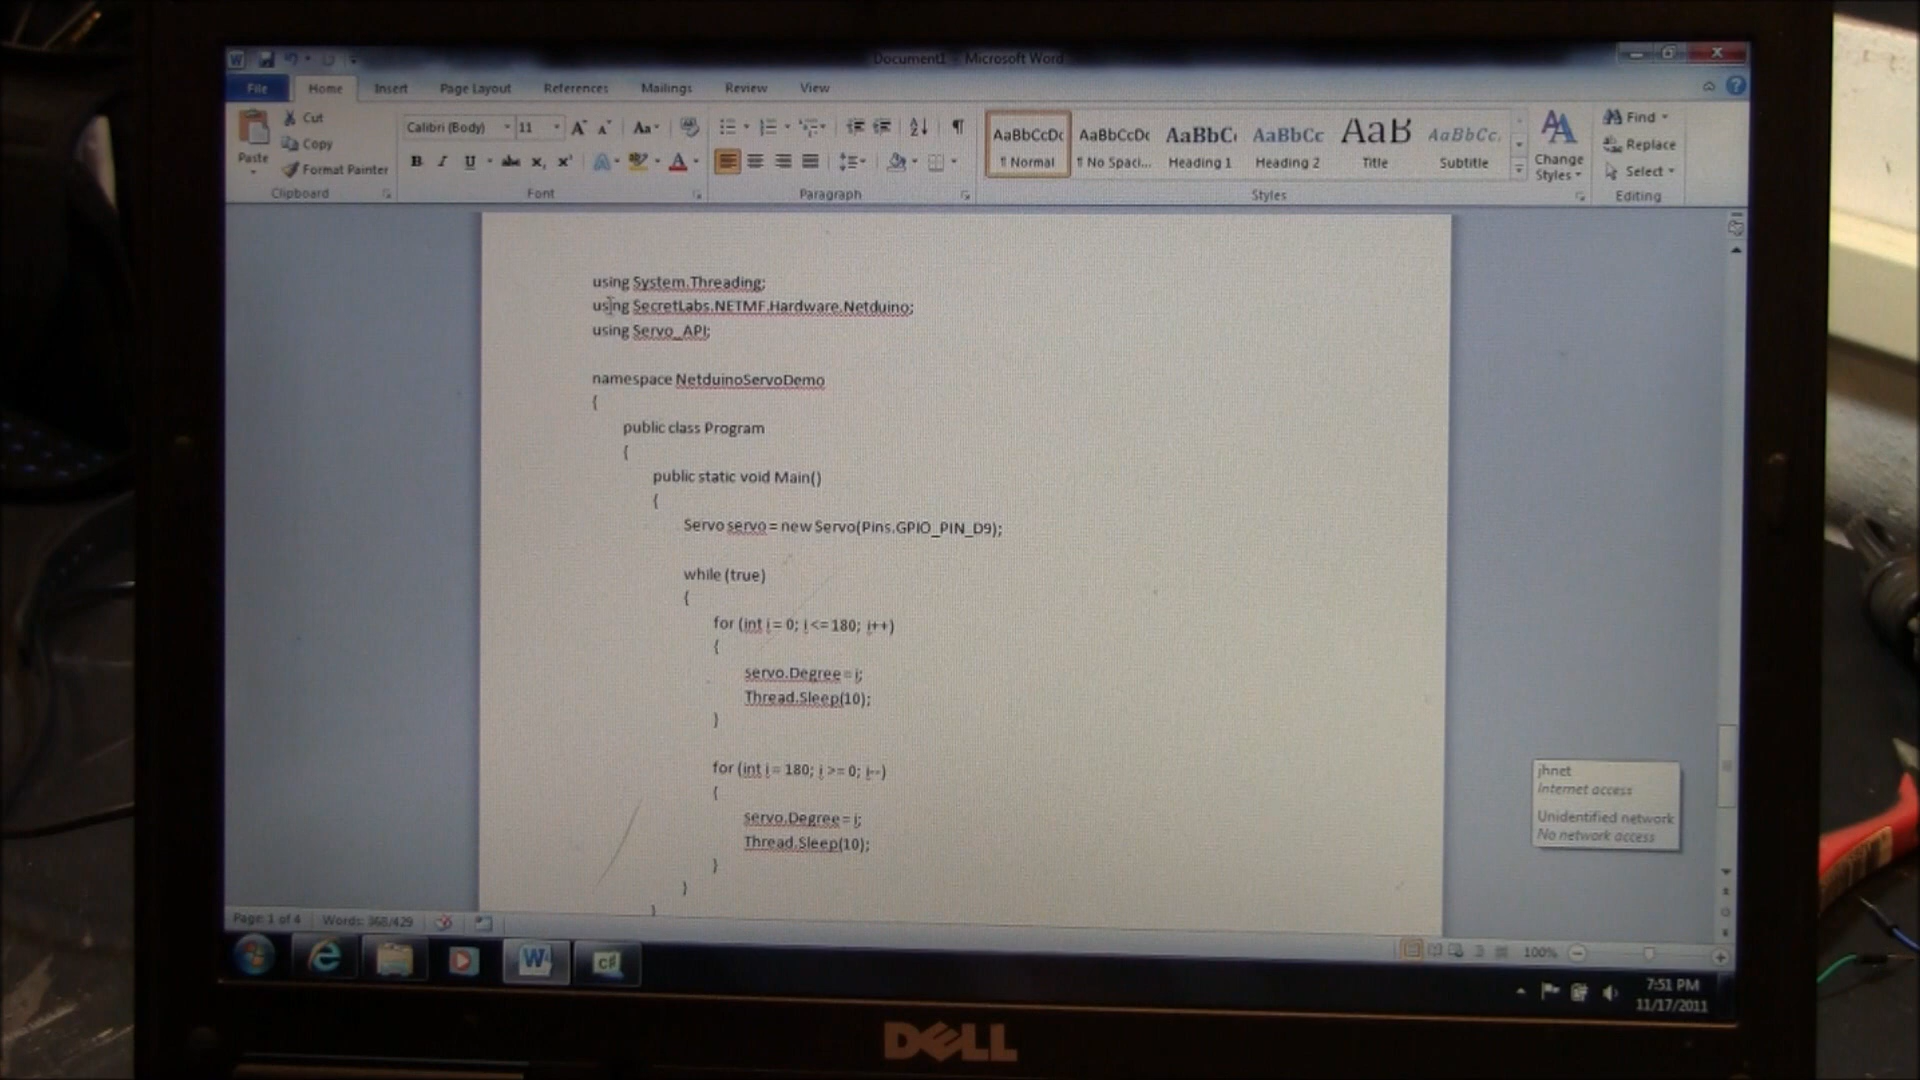 Document1 - Microsoft Word
File Home Insert Page Layout References Mailings Review View
Cut
Copy
Paste
Format Painter
Clipboard
Calibri (Body) 11
Font
Paragraph
AaBbCcDc AaBbCcDc AaBbC AaBbCc AaB AaBbCc.
¶ Normal ¶ No Spaci... Heading 1 Heading 2 Title Subtitle
Change Styles
Styles
Find
Replace
Select
Editing
using System.Threading;
using SecretLabs.NETMF.Hardware.Netduino;
using Servo_API;
namespace NetduinoServoDemo
{
public class Program
{
public static void Main()
{
Servo servo = new Servo(Pins.GPIO_PIN_D9);
while (true)
{
for (int i = 0; i <= 180; i++)
{
servo.Degree = i;
Thread.Sleep(10);
}
for (int i = 180; i >= 0; i--)
{
servo.Degree = i;
Thread.Sleep(10);
}
}
}
jhnet
Internet access
Unidentified network
No network access
Page: 1 of 4 Words: 368/429
100%
7:51 PM
11/17/2011
DELL